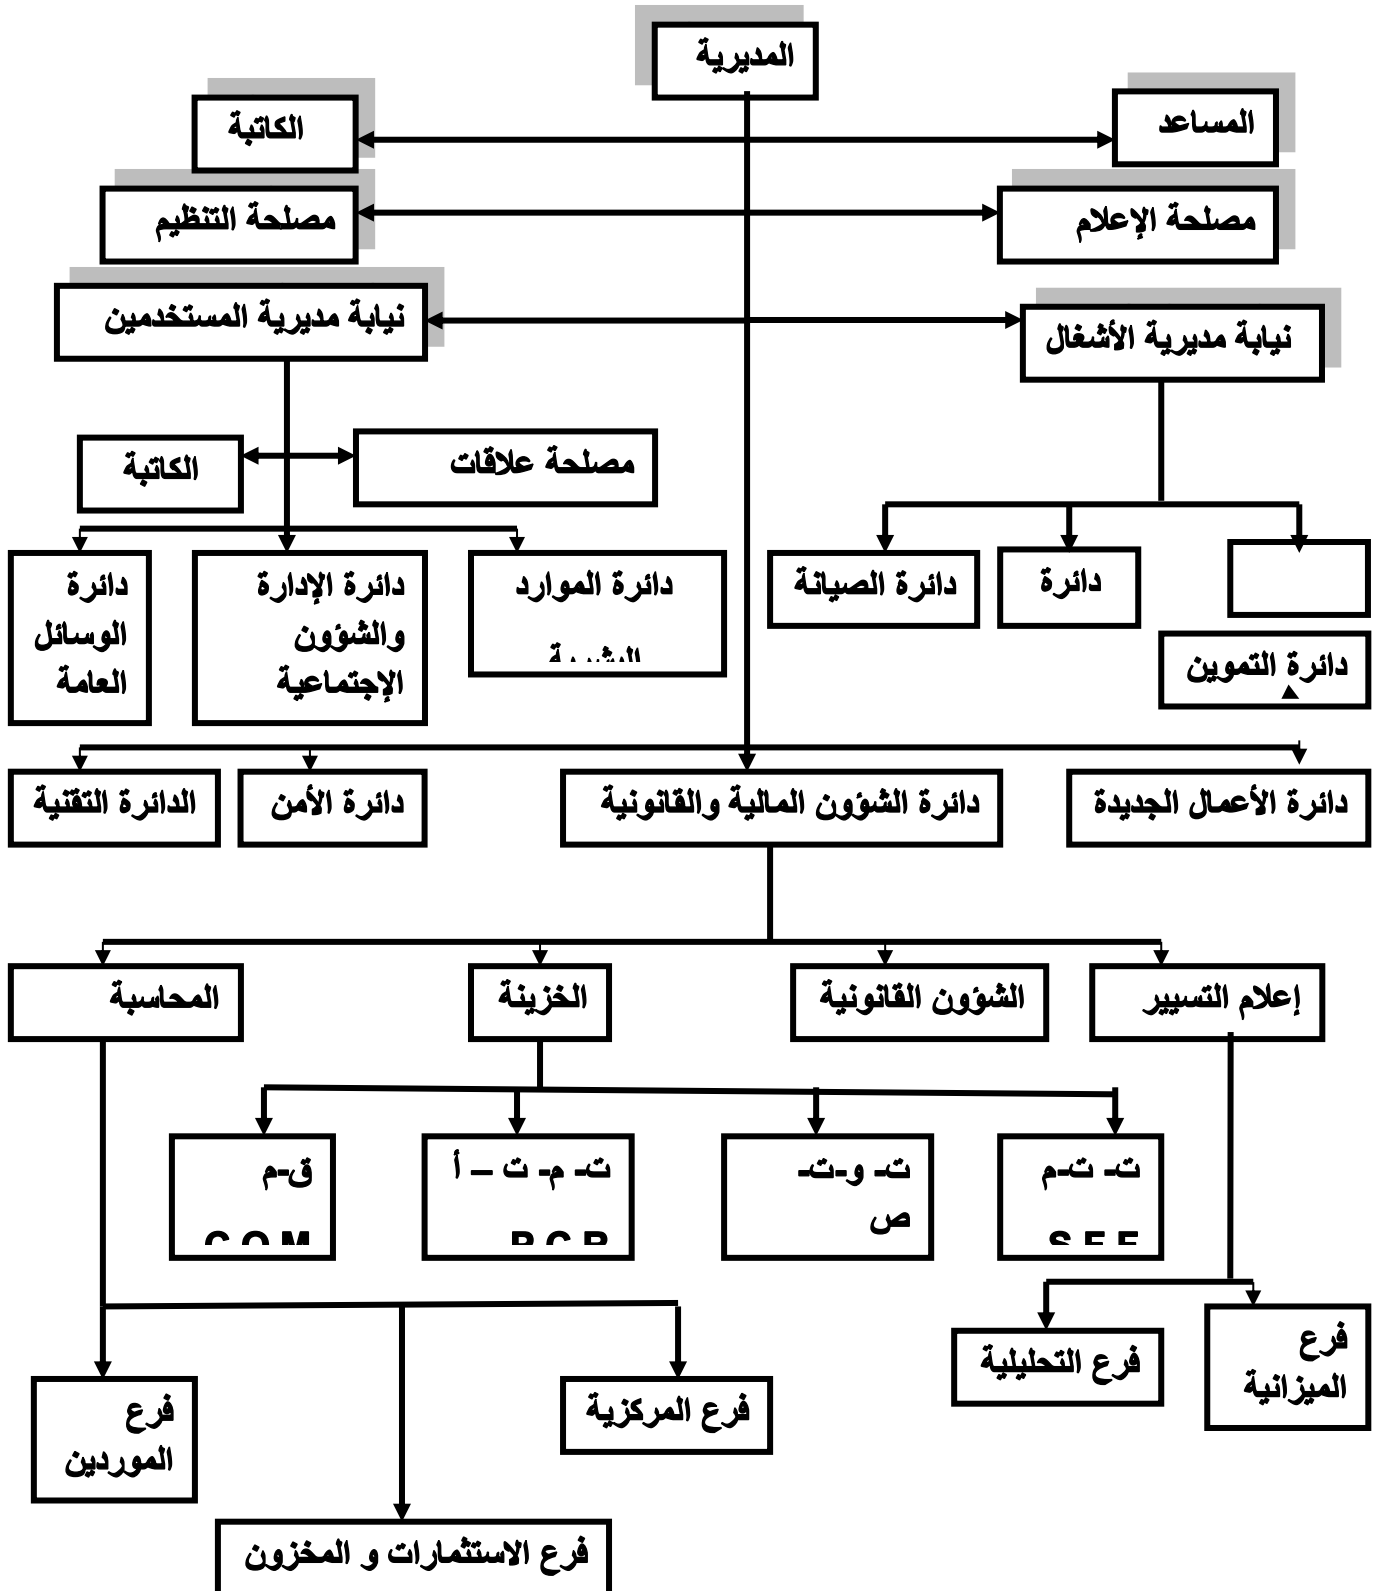 المديرية
المساعد
الكاتبة
مصلحة الإعلام
مصلحة التنظيم
نيابة مديرية الأشغال
نيابة مديرية المستخدمين
مصلحة علاقات
الكاتبة
دائرة
دائرة الصيانة
دائرة الموارد
البشرية
دائرة الإدارة
والشؤون
الإجتماعية
دائرة
الوسائل
العامة
دائرة التموين
دائرة الأعمال الجديدة
دائرة الشؤون المالية والقانونية
دائرة الأمن
الدائرة التقنية
إعلام التسيير
الشؤون القانونية
الخزينة
المحاسبة
ت- ت-م
ت- و-ت-
ص
ت- م- ت – أ
ق-م
C.O.M
فرع
الميزانية
فرع التحليلية
فرع المركزية
فرع
الموردين
فرع الاستثمارات و المخزون